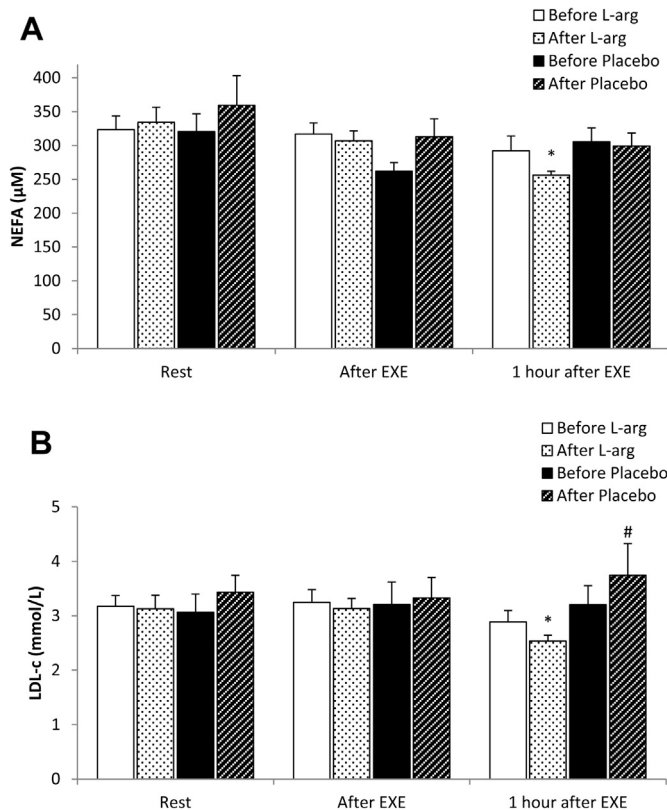 A
Before L-arg
After L-arg
Before Placebo
After Placebo
NEFA (µM)
400
350
300
250
200
150
100
50
0
*
Rest After EXE 1 hour after EXE
B
Before L-arg
After L-arg
Before Placebo
After Placebo
LDL-c (mmol/L)
5
4
3
2
1
0
#
*
Rest After EXE 1 hour after EXE